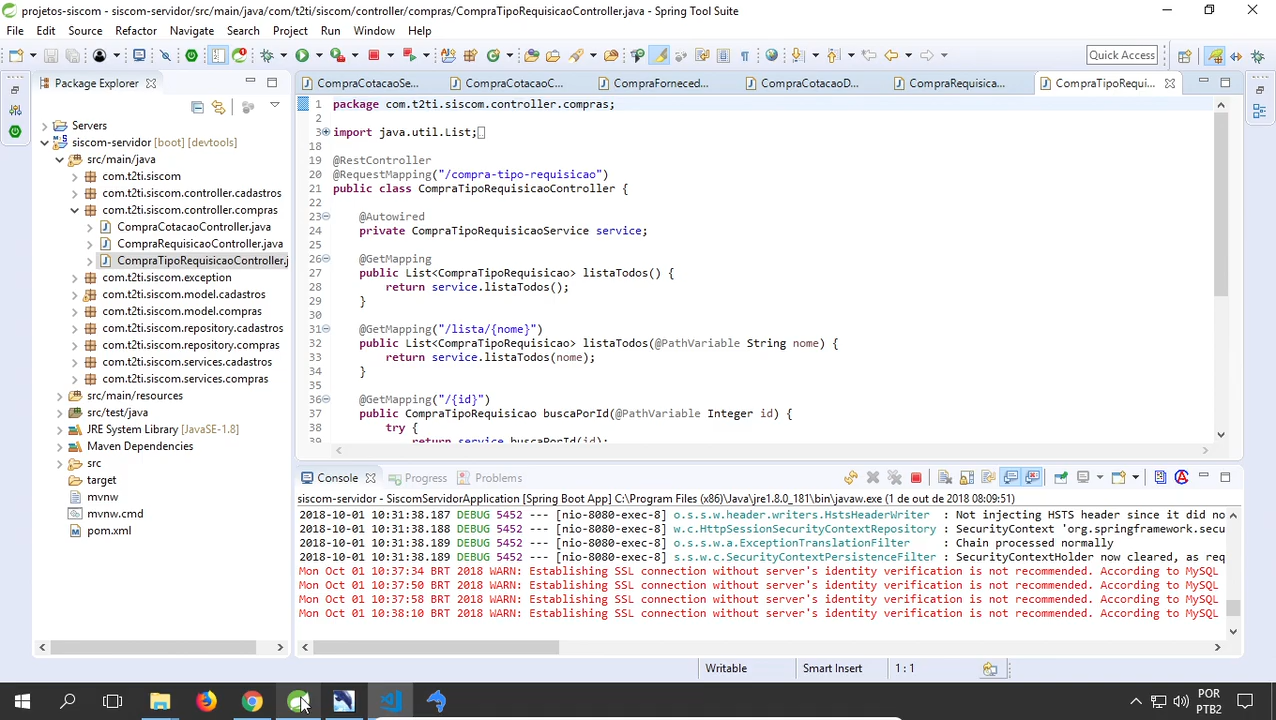 projetos-siscom - siscom-servidor/src/main/java/com/t2ti/siscom/controller/compras/CompraTipoRequisicaoController.java - Spring Tool Suite
File Edit Source Refactor Navigate Search Project Run Window Help
Quick Access
Package Explorer
CompraCotacaoSe... CompraCotacaoC... CompraForneced... CompraCotacaoD... CompraRequisica... CompraTipoRequi...
Servers
siscom-servidor [boot] [devtools]
src/main/java
com.t2ti.siscom
com.t2ti.siscom.controller.cadastros
com.t2ti.siscom.controller.compras
CompraCotacaoController.java
CompraRequisicaoController.java
CompraTipoRequisicaoController.j
com.t2ti.siscom.exception
com.t2ti.siscom.model.cadastros
com.t2ti.siscom.model.compras
com.t2ti.siscom.repository.cadastros
com.t2ti.siscom.repository.compras
com.t2ti.siscom.services.cadastros
com.t2ti.siscom.services.compras
src/main/resources
src/test/java
JRE System Library [JavaSE-1.8]
Maven Dependencies
src
target
mvnw
mvnw.cmd
pom.xml
1 package com.t2ti.siscom.controller.compras;
2
3 import java.util.List;
18
19 @RestController
20 @RequestMapping("/compra-tipo-requisicao")
21 public class CompraTipoRequisicaoController {
22
23 @Autowired
24 private CompraTipoRequisicaoService service;
25
26 @GetMapping
27 public List<CompraTipoRequisicao> listaTodos() {
28 return service.listaTodos();
29 }
30
31 @GetMapping("/lista/{nome}")
32 public List<CompraTipoRequisicao> listaTodos(@PathVariable String nome) {
33 return service.listaTodos(nome);
34 }
35
36 @GetMapping("/{id}")
37 public CompraTipoRequisicao buscaPorId(@PathVariable Integer id) {
38 try {
39 return service.buscaPorId(id);
Console Progress Problems
siscom-servidor - SiscomServidorApplication [Spring Boot App] C:\Program Files (x86)\Java\jre1.8.0_181\bin\javaw.exe (1 de out de 2018 08:09:51)
2018-10-01 10:31:38.187 DEBUG 5452 --- [nio-8080-exec-8] o.s.s.w.header.writers.HstsHeaderWriter : Not injecting HSTS header since it did no
2018-10-01 10:31:38.188 DEBUG 5452 --- [nio-8080-exec-8] w.c.HttpSessionSecurityContextRepository : SecurityContext 'org.springframework.secu
2018-10-01 10:31:38.189 DEBUG 5452 --- [nio-8080-exec-8] o.s.s.w.a.ExceptionTranslationFilter : Chain processed normally
2018-10-01 10:31:38.189 DEBUG 5452 --- [nio-8080-exec-8] s.s.w.c.SecurityContextPersistenceFilter : SecurityContextHolder now cleared, as req
Mon Oct 01 10:37:34 BRT 2018 WARN: Establishing SSL connection without server's identity verification is not recommended. According to MySQL
Mon Oct 01 10:37:50 BRT 2018 WARN: Establishing SSL connection without server's identity verification is not recommended. According to MySQL
Mon Oct 01 10:37:58 BRT 2018 WARN: Establishing SSL connection without server's identity verification is not recommended. According to MySQL
Mon Oct 01 10:38:10 BRT 2018 WARN: Establishing SSL connection without server's identity verification is not recommended. According to MySQL
Writable Smart Insert 1 : 1
POR
PTB2